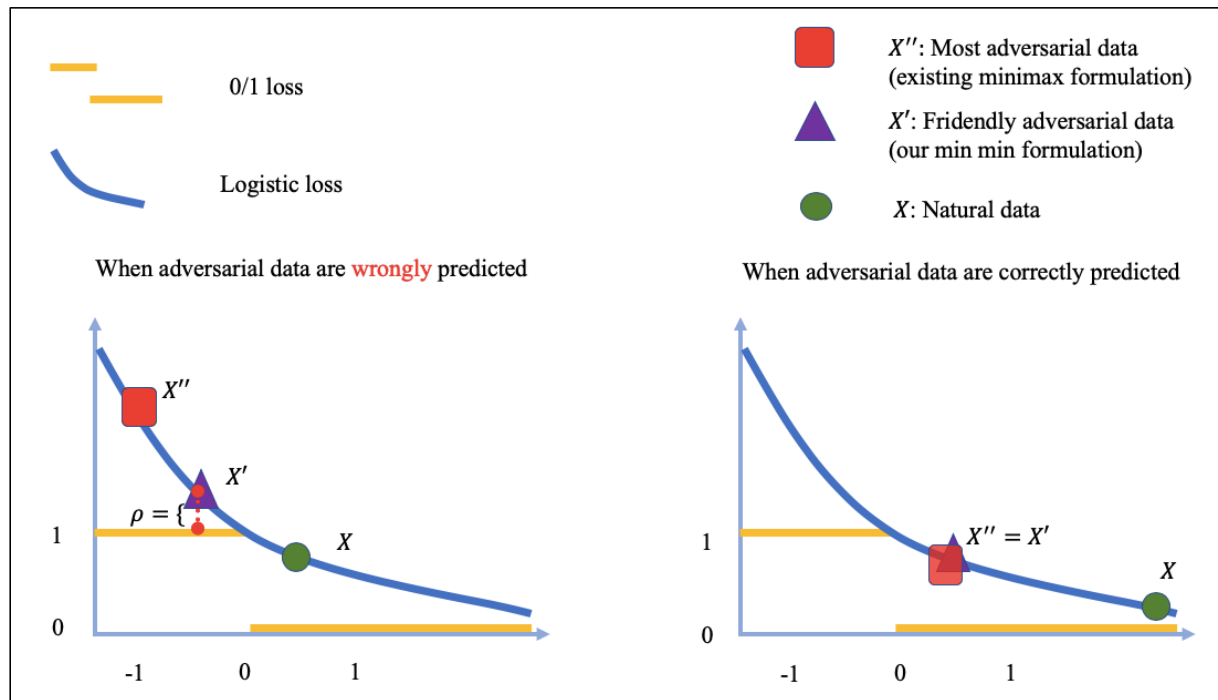 0/1 loss
Logistic loss
X'': Most adversarial data
(existing minimax formulation)
X': Fridendly adversarial data
(our min min formulation)
X: Natural data
When adversarial data are wrongly predicted
X''
X'
ρ = {
X
1
0
-1 0 1
When adversarial data are correctly predicted
X'' = X'
X
1
0
-1 0 1